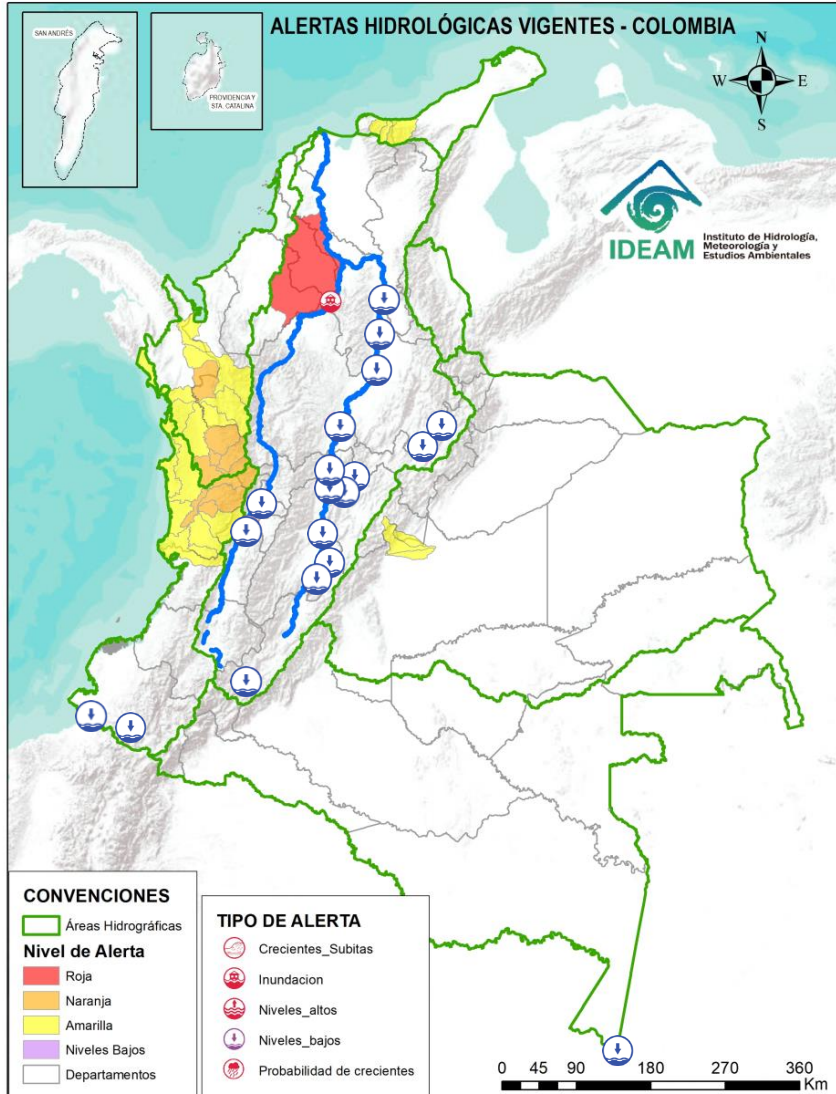 ALERTAS HIDROLÓGICAS VIGENTES - COLOMBIA
SAN ANDRÉS
PROVIDENCIA Y
STA. CATALINA
N
W
E
S
IDEAM
Instituto de Hidrología,
Meteorología y
Estudios Ambientales
CONVENCIONES
Áreas Hidrográficas
Nivel de Alerta
Roja
Naranja
Amarilla
Niveles Bajos
Departamentos
TIPO DE ALERTA
Crecientes_Subitas
Inundacion
Niveles_altos
Niveles_bajos
Probabilidad de crecientes
0 45 90 180 270 360
Km